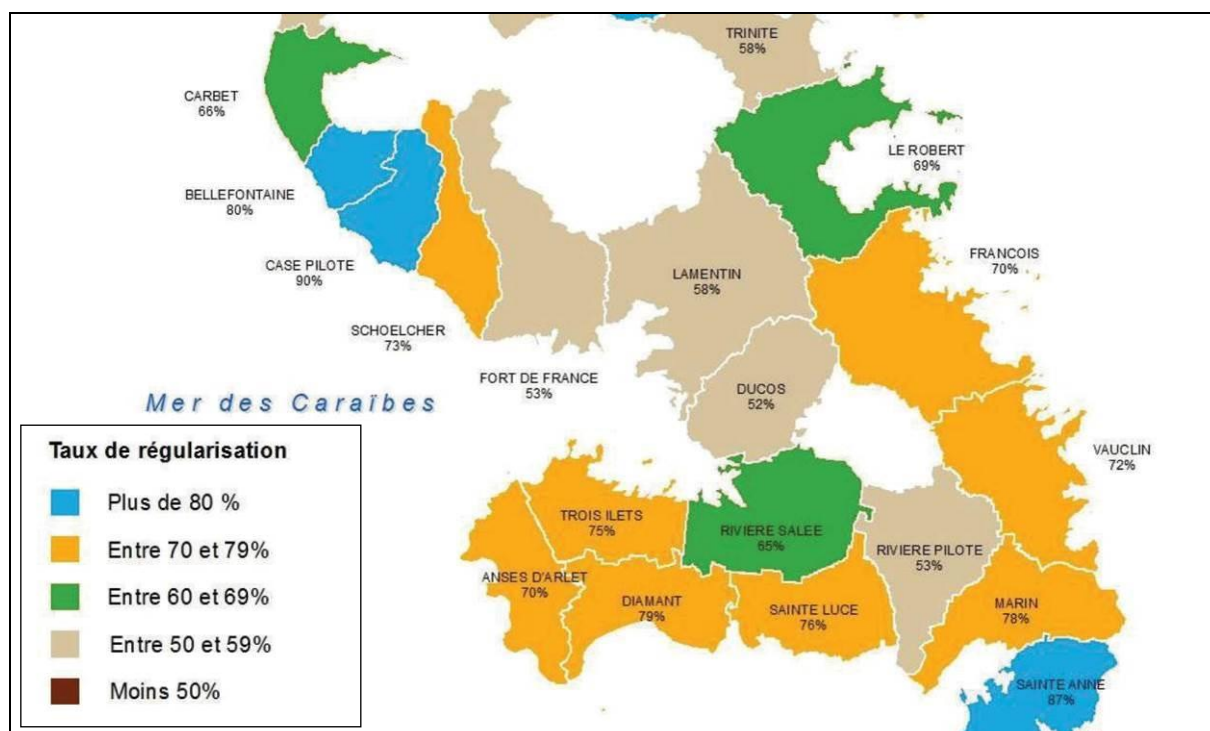 TRINITE
58%
CARBET
66%
LE ROBERT
69%
BELLEFONTAINE
80%
FRANCOIS
70%
CASE PILOTE
90%
LAMENTIN
58%
SCHOELCHER
73%
FORT DE FRANCE
53%
DUCOS
52%
Mer des Caraïbes
VAUCLIN
72%
Taux de régularisation
Plus de 80 %
Entre 70 et 79%
Entre 60 et 69%
Entre 50 et 59%
Moins 50%
TROIS ILETS
75%
RIVIERE SALEE
65%
RIVIERE PILOTE
53%
ANSES D'ARLET
70%
DIAMANT
79%
SAINTE LUCE
76%
MARIN
78%
SAINTE ANNE
87%